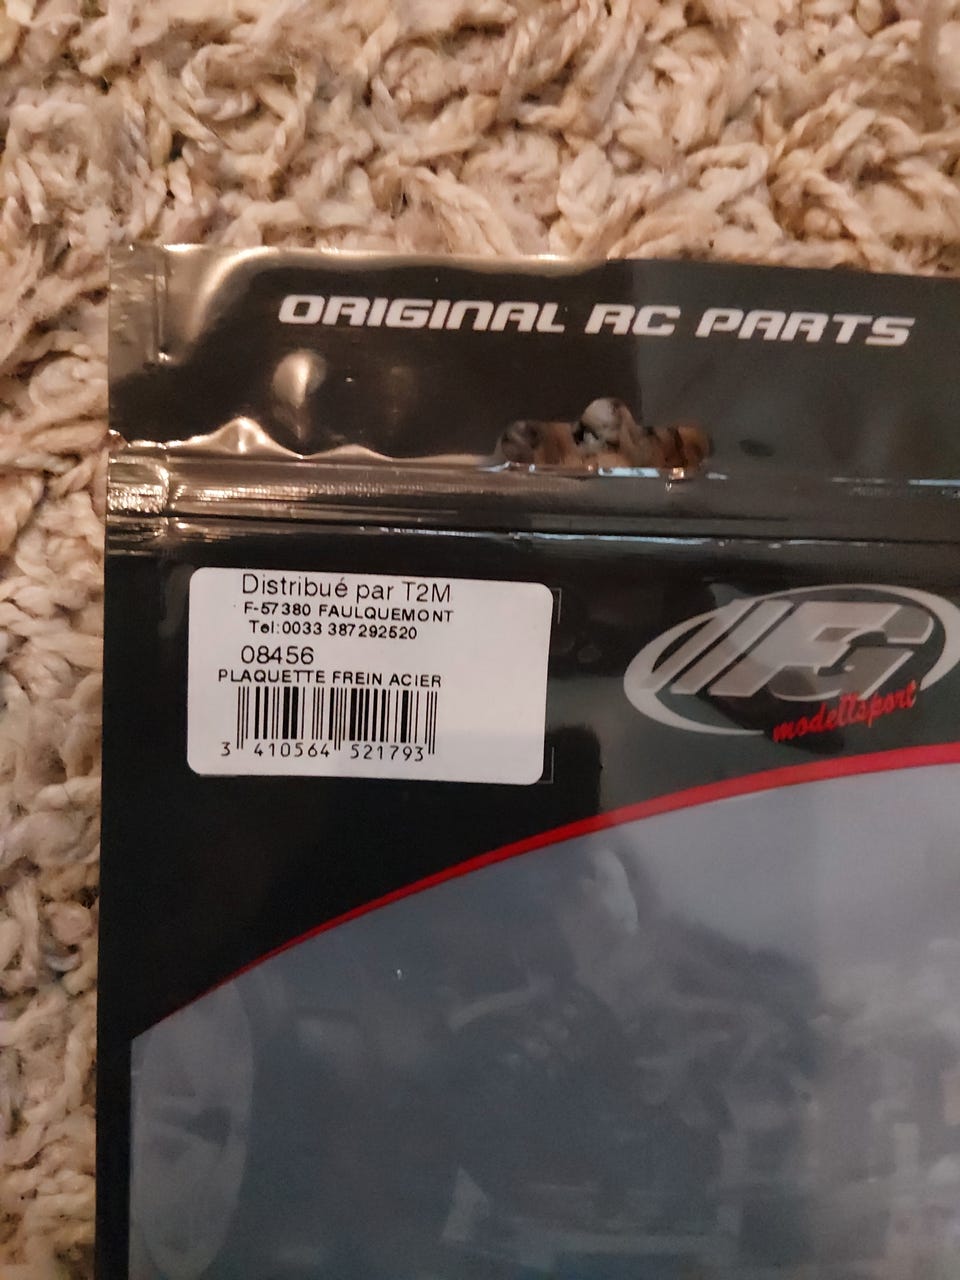 ORIGINAL RC PARTS
Distribué par T2M
F-57380 FAULQUEMONT
Tel:0033 387292520
08456
PLAQUETTE FREIN ACIER
3 410564 521793
FG
modellsport